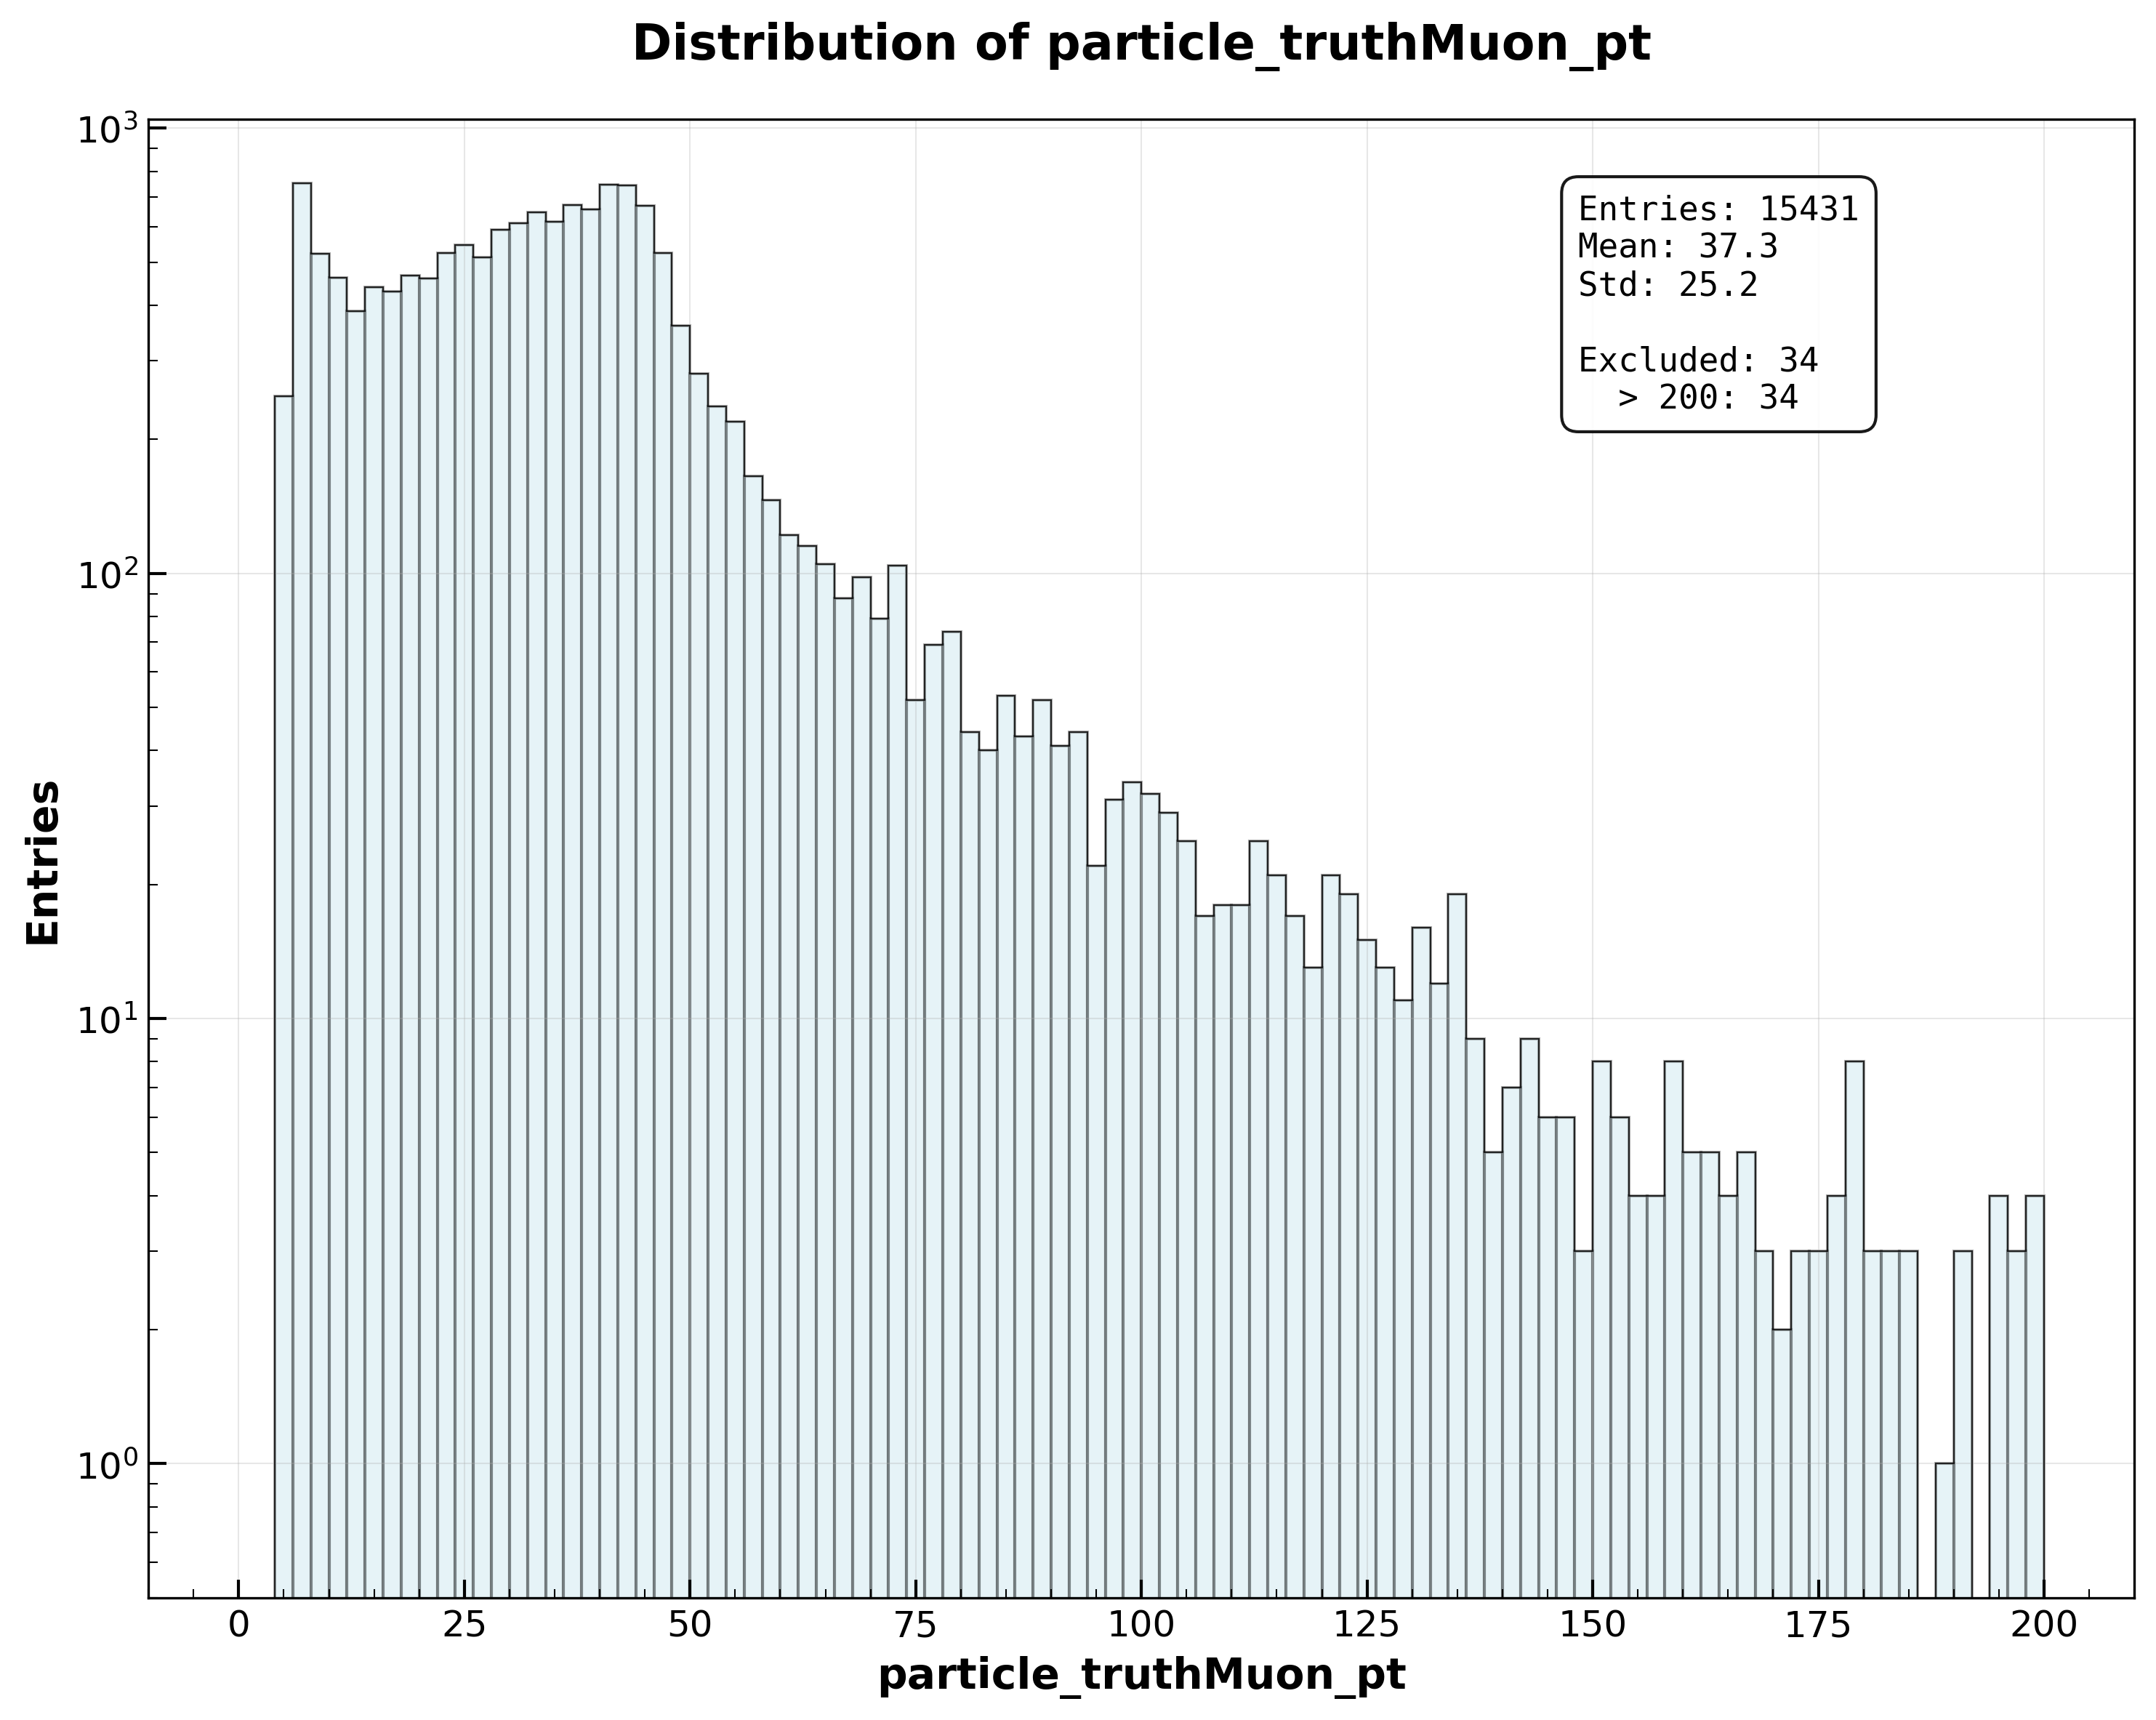 Distribution of particle_truthMuon_pt
10³
10²
10¹
10⁰
Entries
Entries: 15431
Mean: 37.3
Std: 25.2
Excluded: 34
> 200: 34
0 25 50 75 100 125 150 175 200
particle_truthMuon_pt